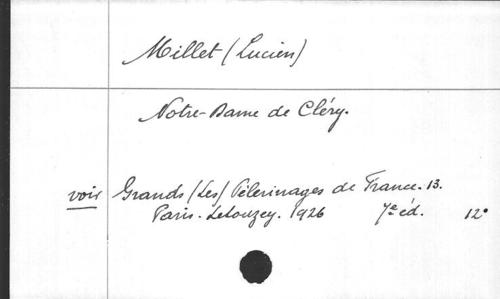 Millet (Lucien)
Notre-Dame de Cléry.
voir Grands (Les) Pèlerinages de France. 13.
Paris. Letouzey. 1926 7e éd. 12°